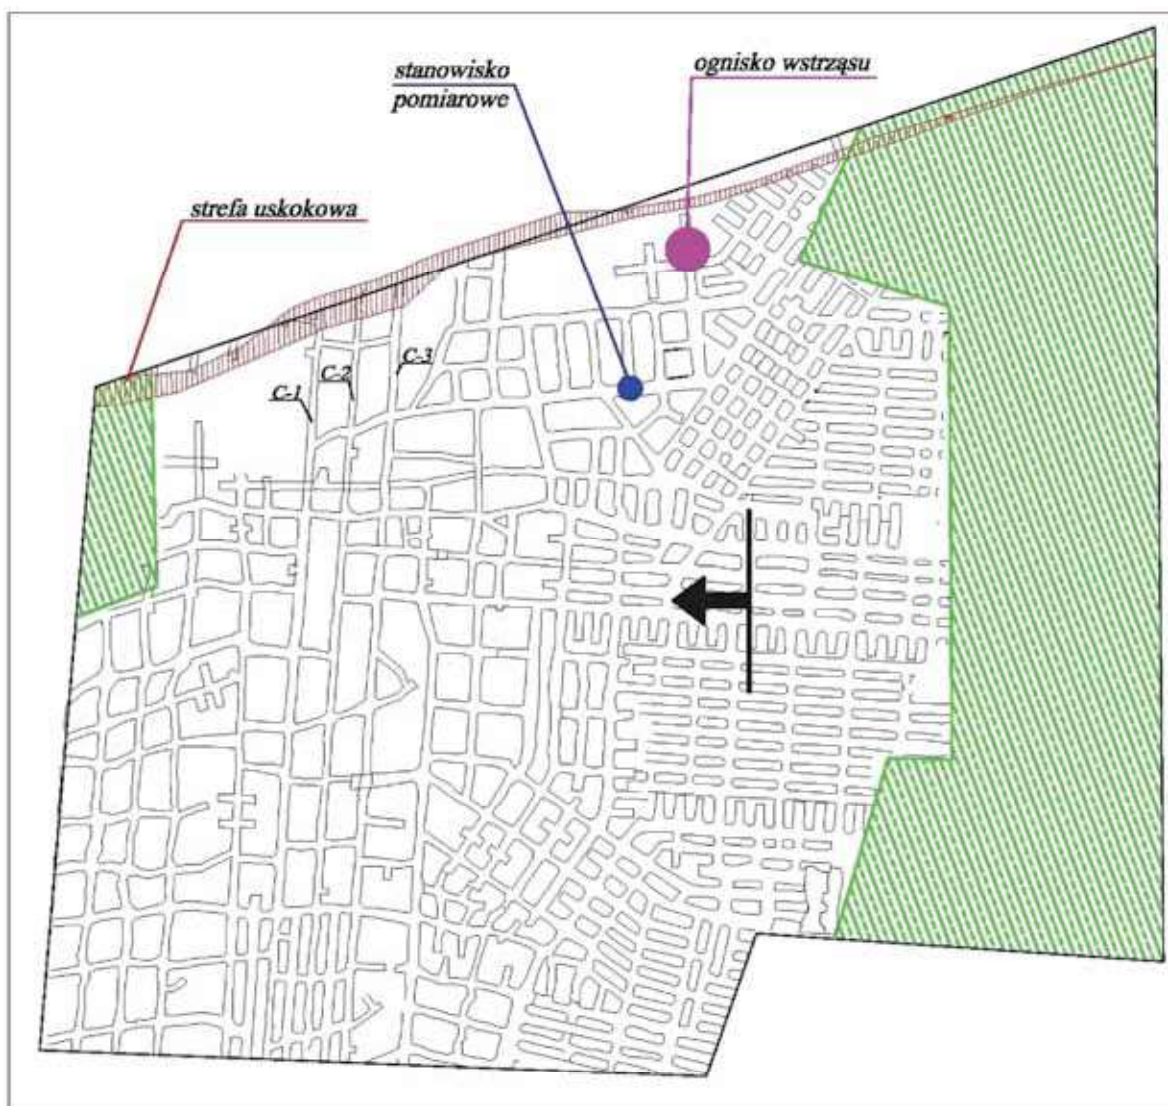 ognisko wstrząsu
stanowisko
pomiarowe
strefa uskokowa
C-3
C-2
C-1